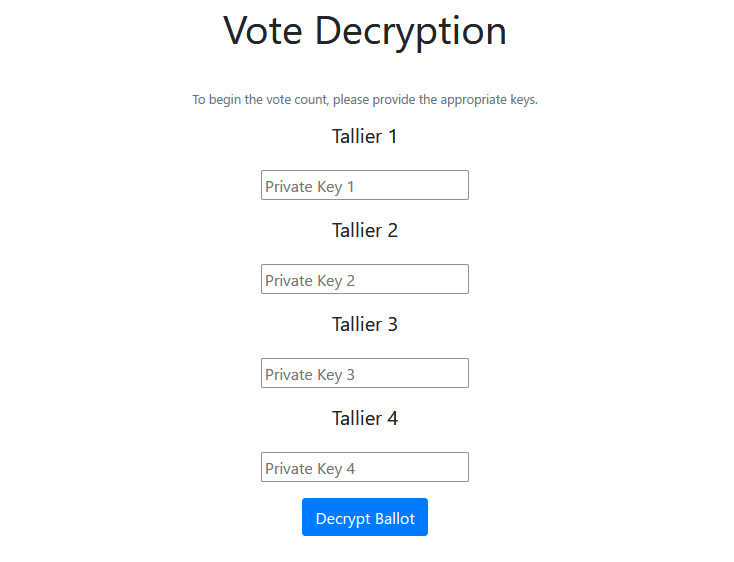 Vote Decryption
To begin the vote count, please provide the appropriate keys.
Tallier 1
Private Key 1
Tallier 2
Private Key 2
Tallier 3
Private Key 3
Tallier 4
Private Key 4
Decrypt Ballot